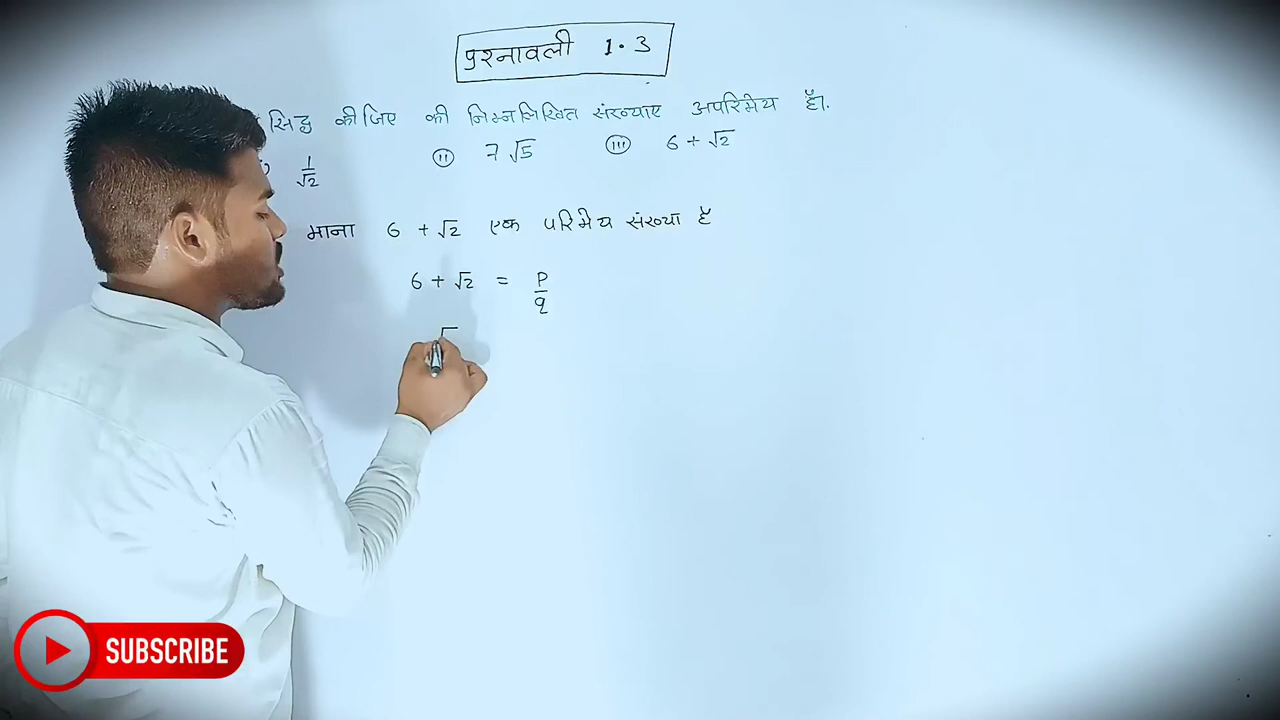 प्रश्नावली 1.3
सिद्ध कीजिए की निम्नलिखित संख्याए अपरिमेय हैं।
1/√2 (ii) 7√5 (iii) 6 + √2
माना 6 + √2 एक परिमेय संख्या है
6 + √2 = p/q
√
SUBSCRIBE